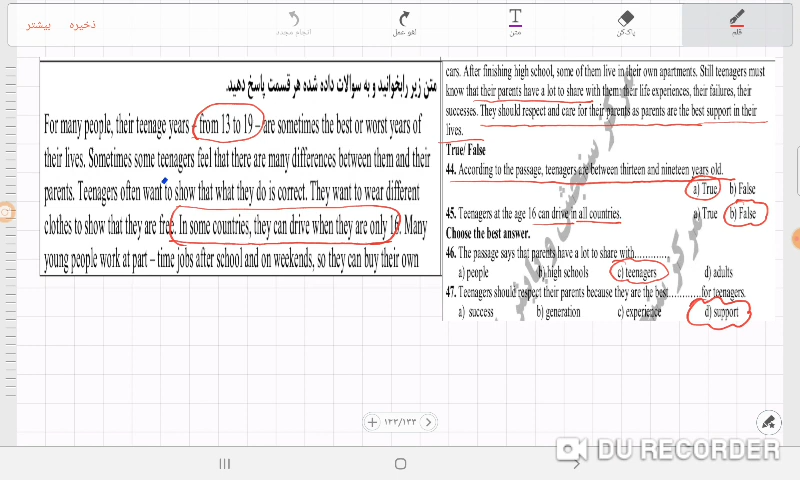 بیشتر
ذخیره
انجام مجدد
لغو عمل
متن
پاک‌کن
قلم
متن زیر رابخوانید و به سوالات داده شده هر قسمت پاسخ دهید.
For many people, their teenage years – from 13 to 19 – are sometimes the best or worst years of
their lives. Sometimes some teenagers feel that there are many differences between them and their
parents. Teenagers often want to show that what they do is correct. They want to wear different
clothes to show that they are free. In some countries, they can drive when they are only 16. Many
young people work at part – time jobs after school and on weekends, so they can buy their own
cars. After finishing high school, some of them live in their own apartments. Still teenagers must
know that their parents have a lot to share with them: their life experiences, their failures, their
successes. They should respect and care for their parents as parents are the best support in their
lives.
True/ False
44. According to the passage, teenagers are between thirteen and nineteen years old.
a) True b) False
45. Teenagers at the age 16 can drive in all countries. a) True b) False
Choose the best answer.
46. The passage says that parents have a lot to share with.............
a) people b) high schools c) teenagers d) adults
47. Teenagers should respect their parents because they are the best............for teenagers.
a) success b) generation c) experience d) support
۱۲۲/۱۳۳
DU RECORDER